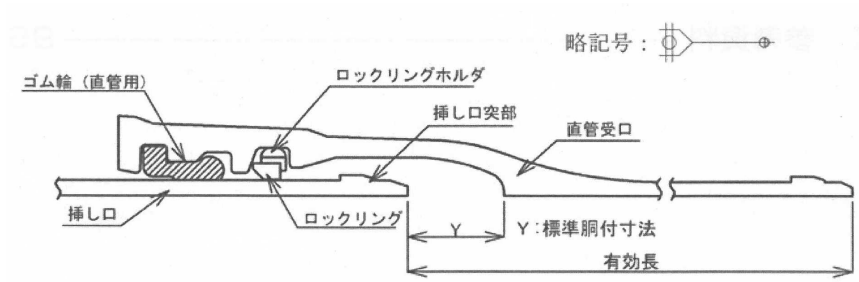 略記号：
ゴム輪（直管用）
ロックリングホルダ
挿し口突部
直管受口
挿し口
ロックリング
Y
Y：標準胴付寸法
有効長